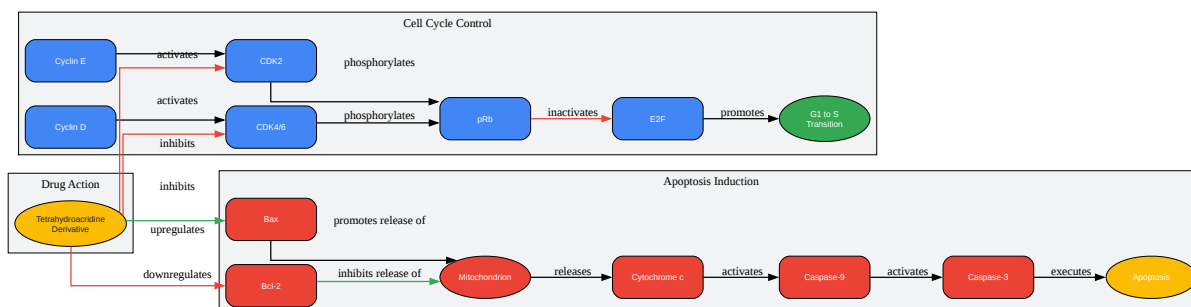 Cell Cycle Control
Cyclin E
activates
CDK2
phosphorylates
Cyclin D
activates
CDK4/6
phosphorylates
pRb
inactivates
E2F
promotes
G1 to S
Transition
inhibits
Drug Action
inhibits
Apoptosis Induction
Tetrahydroacridine
Derivative
upregulates
Bax
promotes release of
downregulates
Bcl-2
inhibits release of
Mitochondrion
releases
Cytochrome c
activates
Caspase-9
activates
Caspase-3
executes
Apoptosis